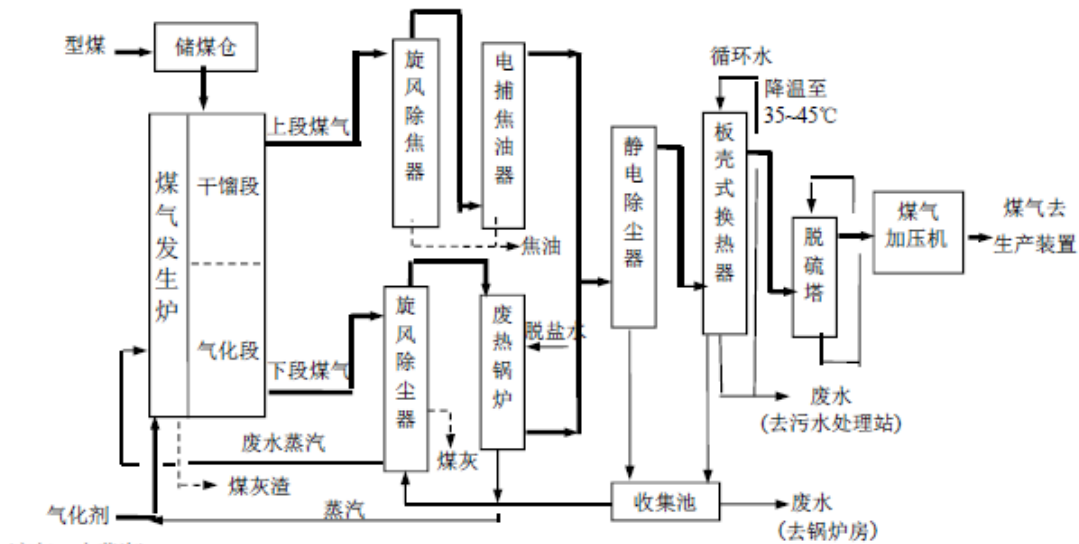 型煤
储煤仓
煤气发生炉
干馏段
气化段
上段煤气
下段煤气
旋风除焦器
电捕焦油器
焦油
旋风除尘器
废热锅炉
脱盐水
煤灰
废水蒸汽
煤灰渣
气化剂
蒸汽
静电除尘器
收集池
废水
(去锅炉房)
循环水
降温至
35~45℃
板壳式换热器
废水
(去污水处理站)
脱硫塔
煤气
加压机
煤气去
生产装置